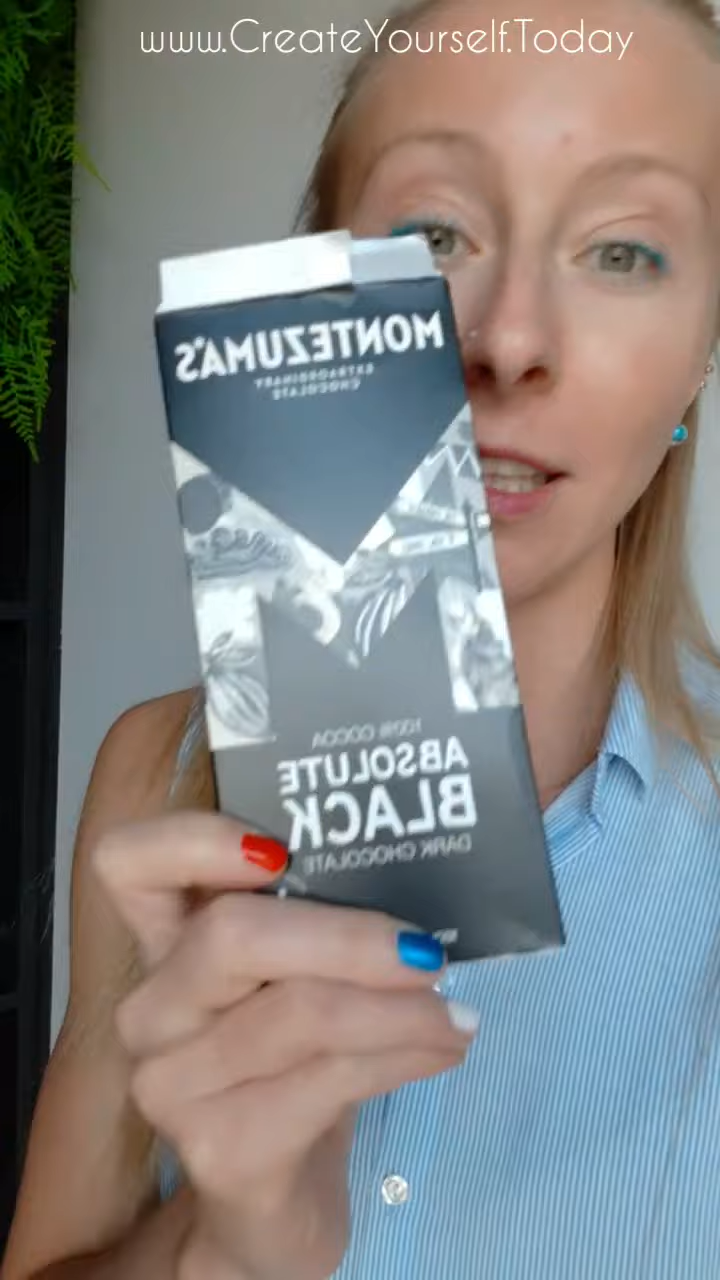 www.CreateYourself.Today
MONTEZUMA'S
EXTRAORDINARY
CHOCOLATE
100% COCOA
ABSOLUTE
BLACK
DARK CHOCOLATE